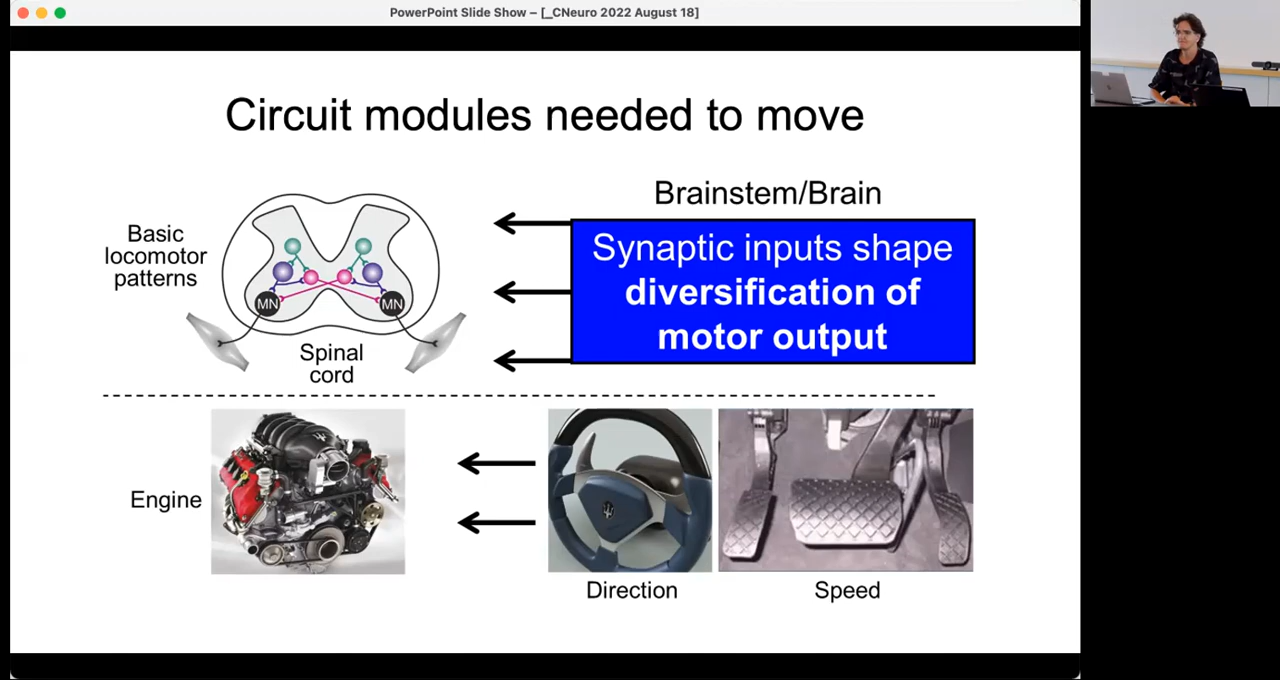 PowerPoint Slide Show – [_CNeuro 2022 August 18]
Circuit modules needed to move
Basic
locomotor
patterns
MN
MN
Spinal
cord
Brainstem/Brain
Synaptic inputs shape
diversification of
motor output
Engine
Direction
Speed